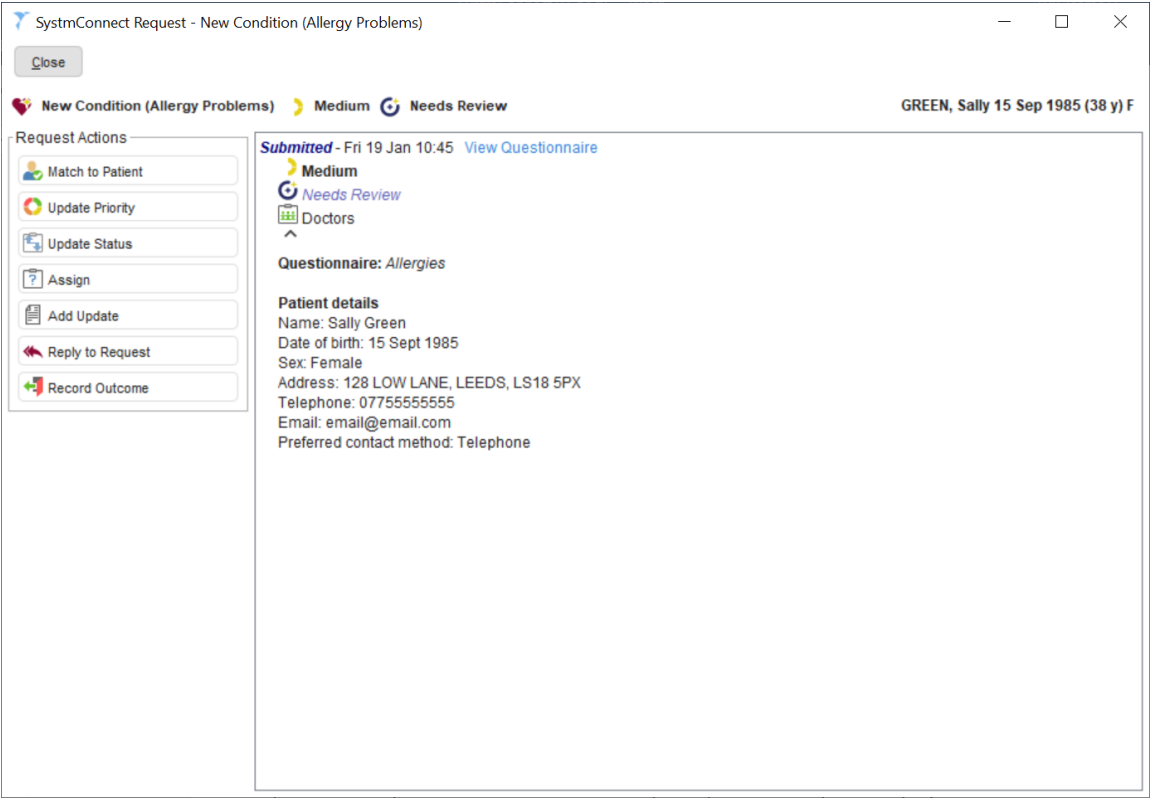 SystmConnect Request - New Condition (Allergy Problems)
Close
New Condition (Allergy Problems) Medium Needs Review GREEN, Sally 15 Sep 1985 (38 y) F
Request Actions
Match to Patient
Update Priority
Update Status
Assign
Add Update
Reply to Request
Record Outcome
Submitted - Fri 19 Jan 10:45 View Questionnaire
Medium
Needs Review
Doctors
Questionnaire: Allergies
Patient details
Name: Sally Green
Date of birth: 15 Sept 1985
Sex: Female
Address: 128 LOW LANE, LEEDS, LS18 5PX
Telephone: 07755555555
Email: email@email.com
Preferred contact method: Telephone